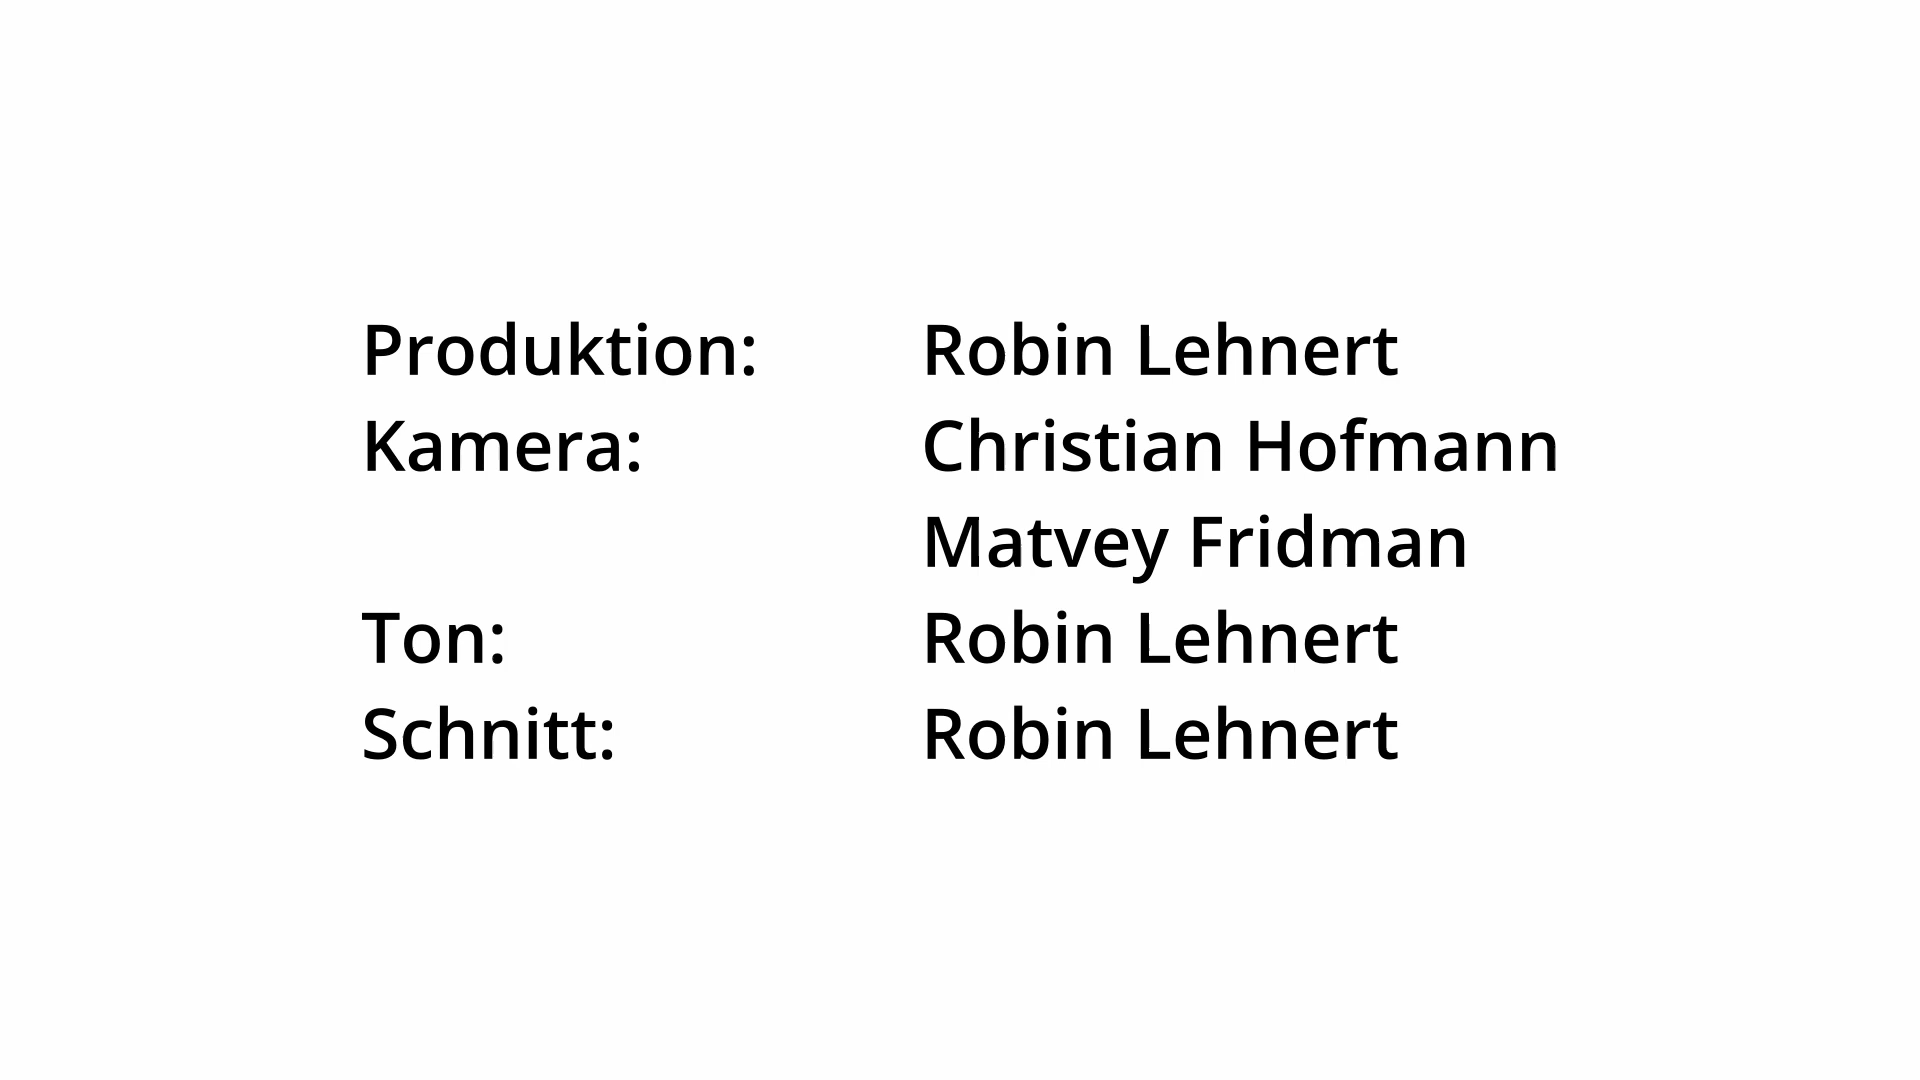 Produktion: Robin Lehnert
Kamera: Christian Hofmann
Matvey Fridman
Ton: Robin Lehnert
Schnitt: Robin Lehnert